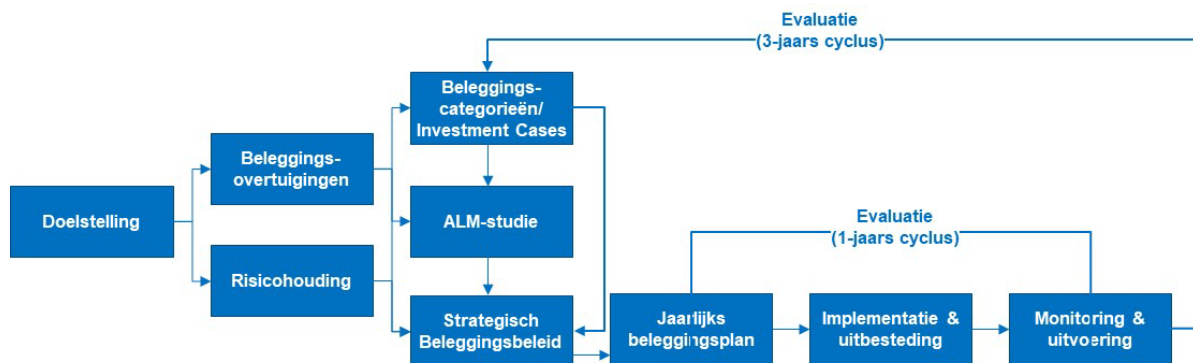 Evaluatie
(3-jaars cyclus)
Beleggings-
categorieën/
Investment Cases
Beleggings-
overtuigingen
Doelstelling
ALM-studie
Risicohouding
Evaluatie
(1-jaars cyclus)
Strategisch
Beleggingsbeleid
Jaarlijks
beleggingsplan
Implementatie &
uitbesteding
Monitoring &
uitvoering